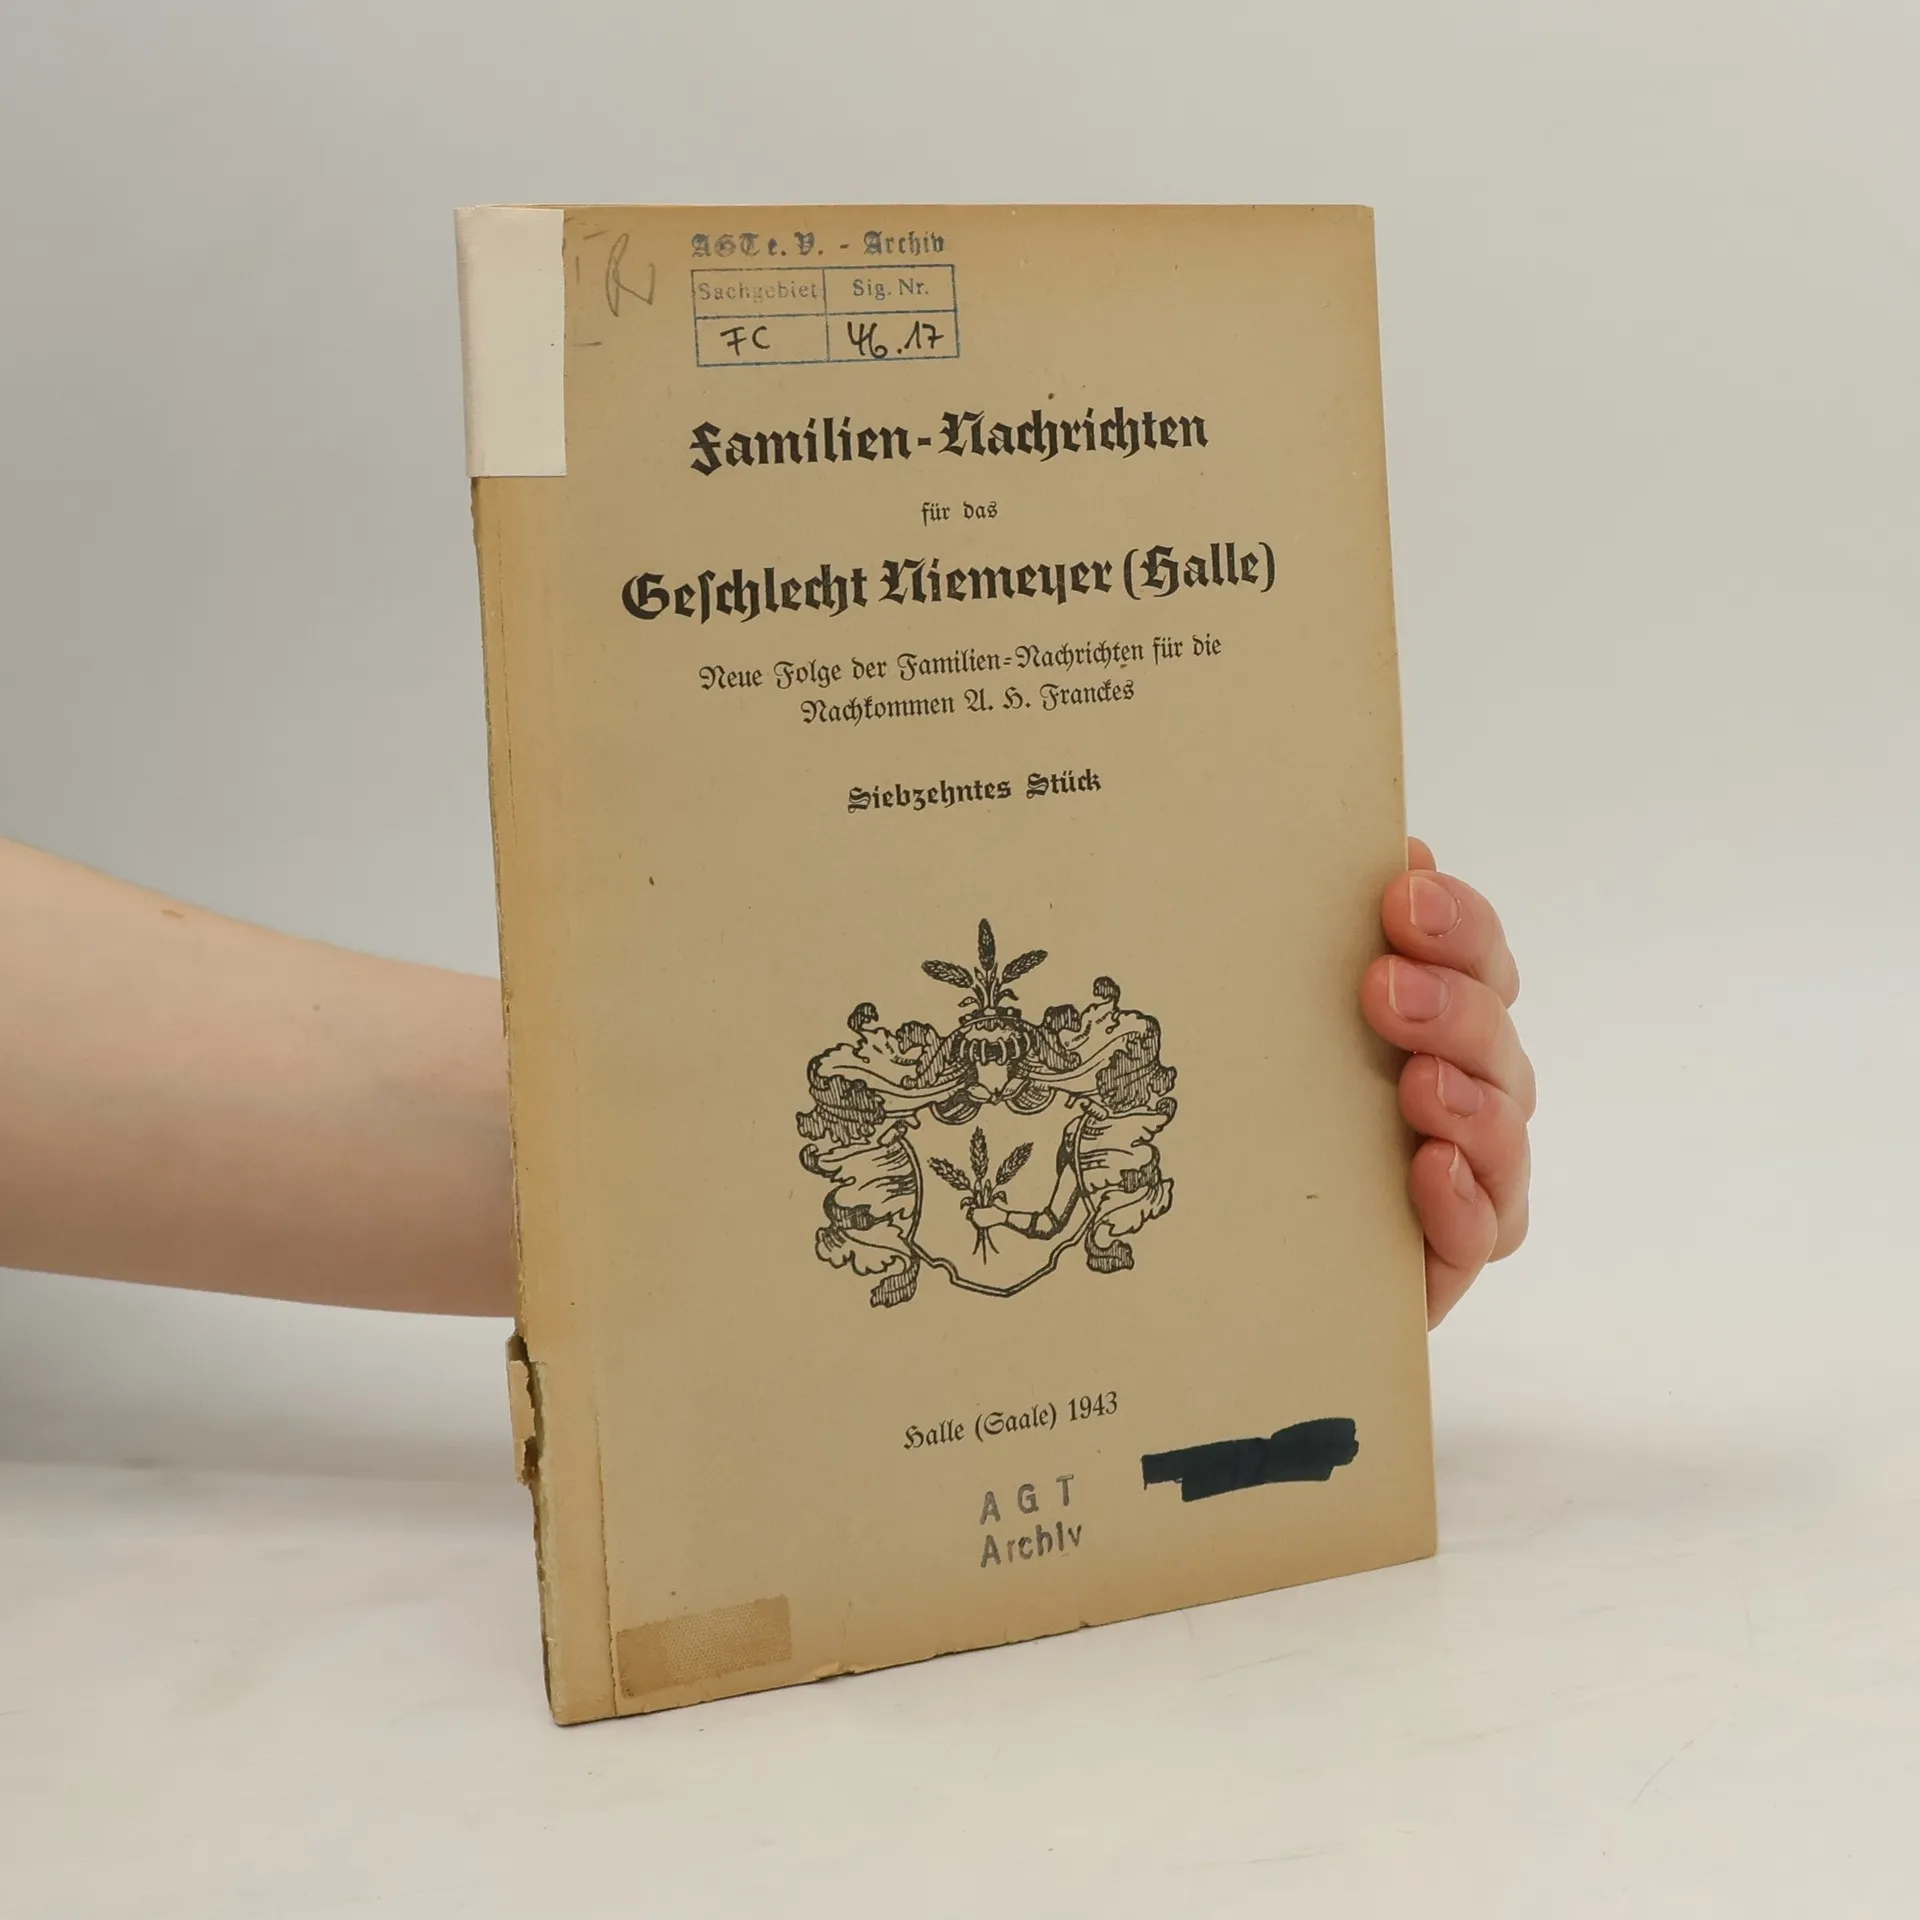 AGT e. V. - Archiv
Sachgebiet Sig. Nr.
FC 46.17
Familien-Nachrichten
für das
Geſchlecht Niemeyer (Halle)
Neue Folge der Familien-Nachrichten für die
Nachkommen A. H. Franckes
Siebzehntes Stück
Halle (Saale) 1943
A G T
Archiv